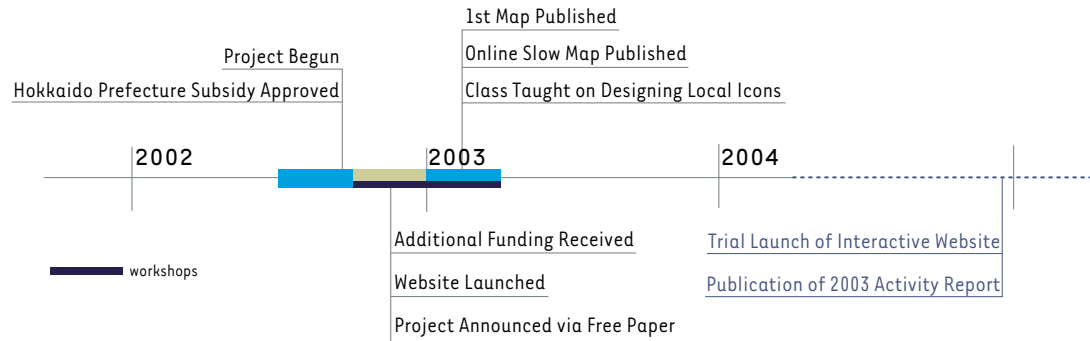 1st Map Published
Project Begun
Online Slow Map Published
Hokkaido Prefecture Subsidy Approved
Class Taught on Designing Local Icons
2002
2003
2004
Additional Funding Received
Trial Launch of Interactive Website
workshops
Website Launched
Publication of 2003 Activity Report
Project Announced via Free Paper